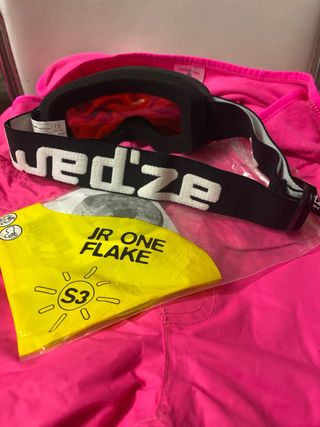 wed'ze
JR ONE
FLAKE
S3